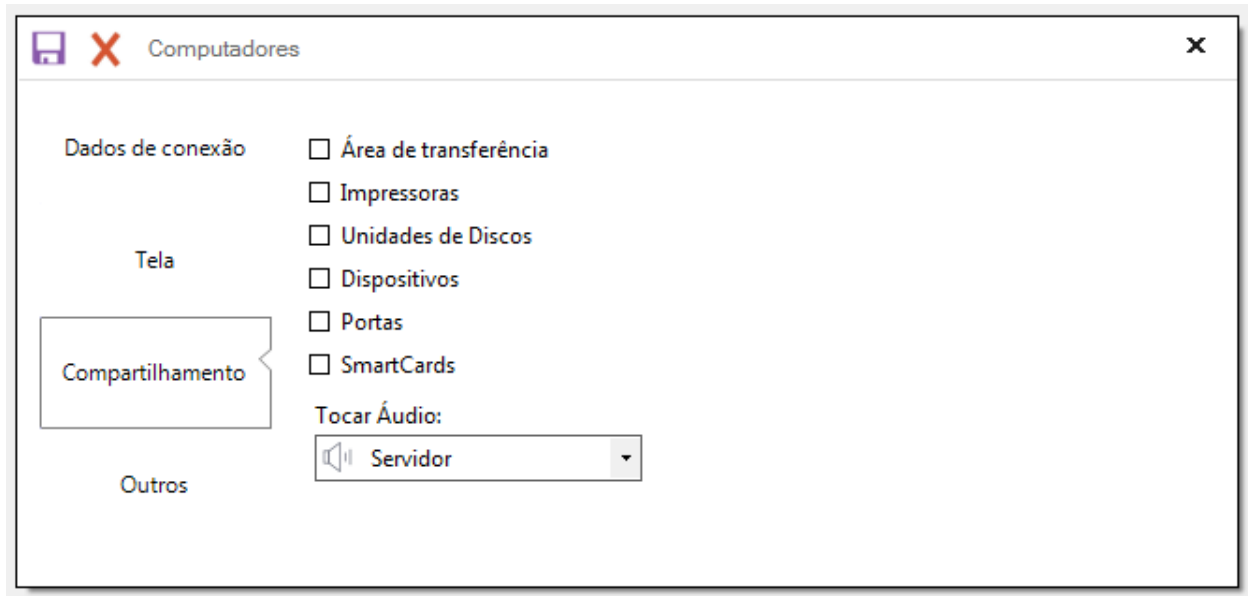 Computadores
Dados de conexão
Tela
Compartilhamento
Outros
Área de transferência
Impressoras
Unidades de Discos
Dispositivos
Portas
SmartCards
Tocar Áudio:
Servidor